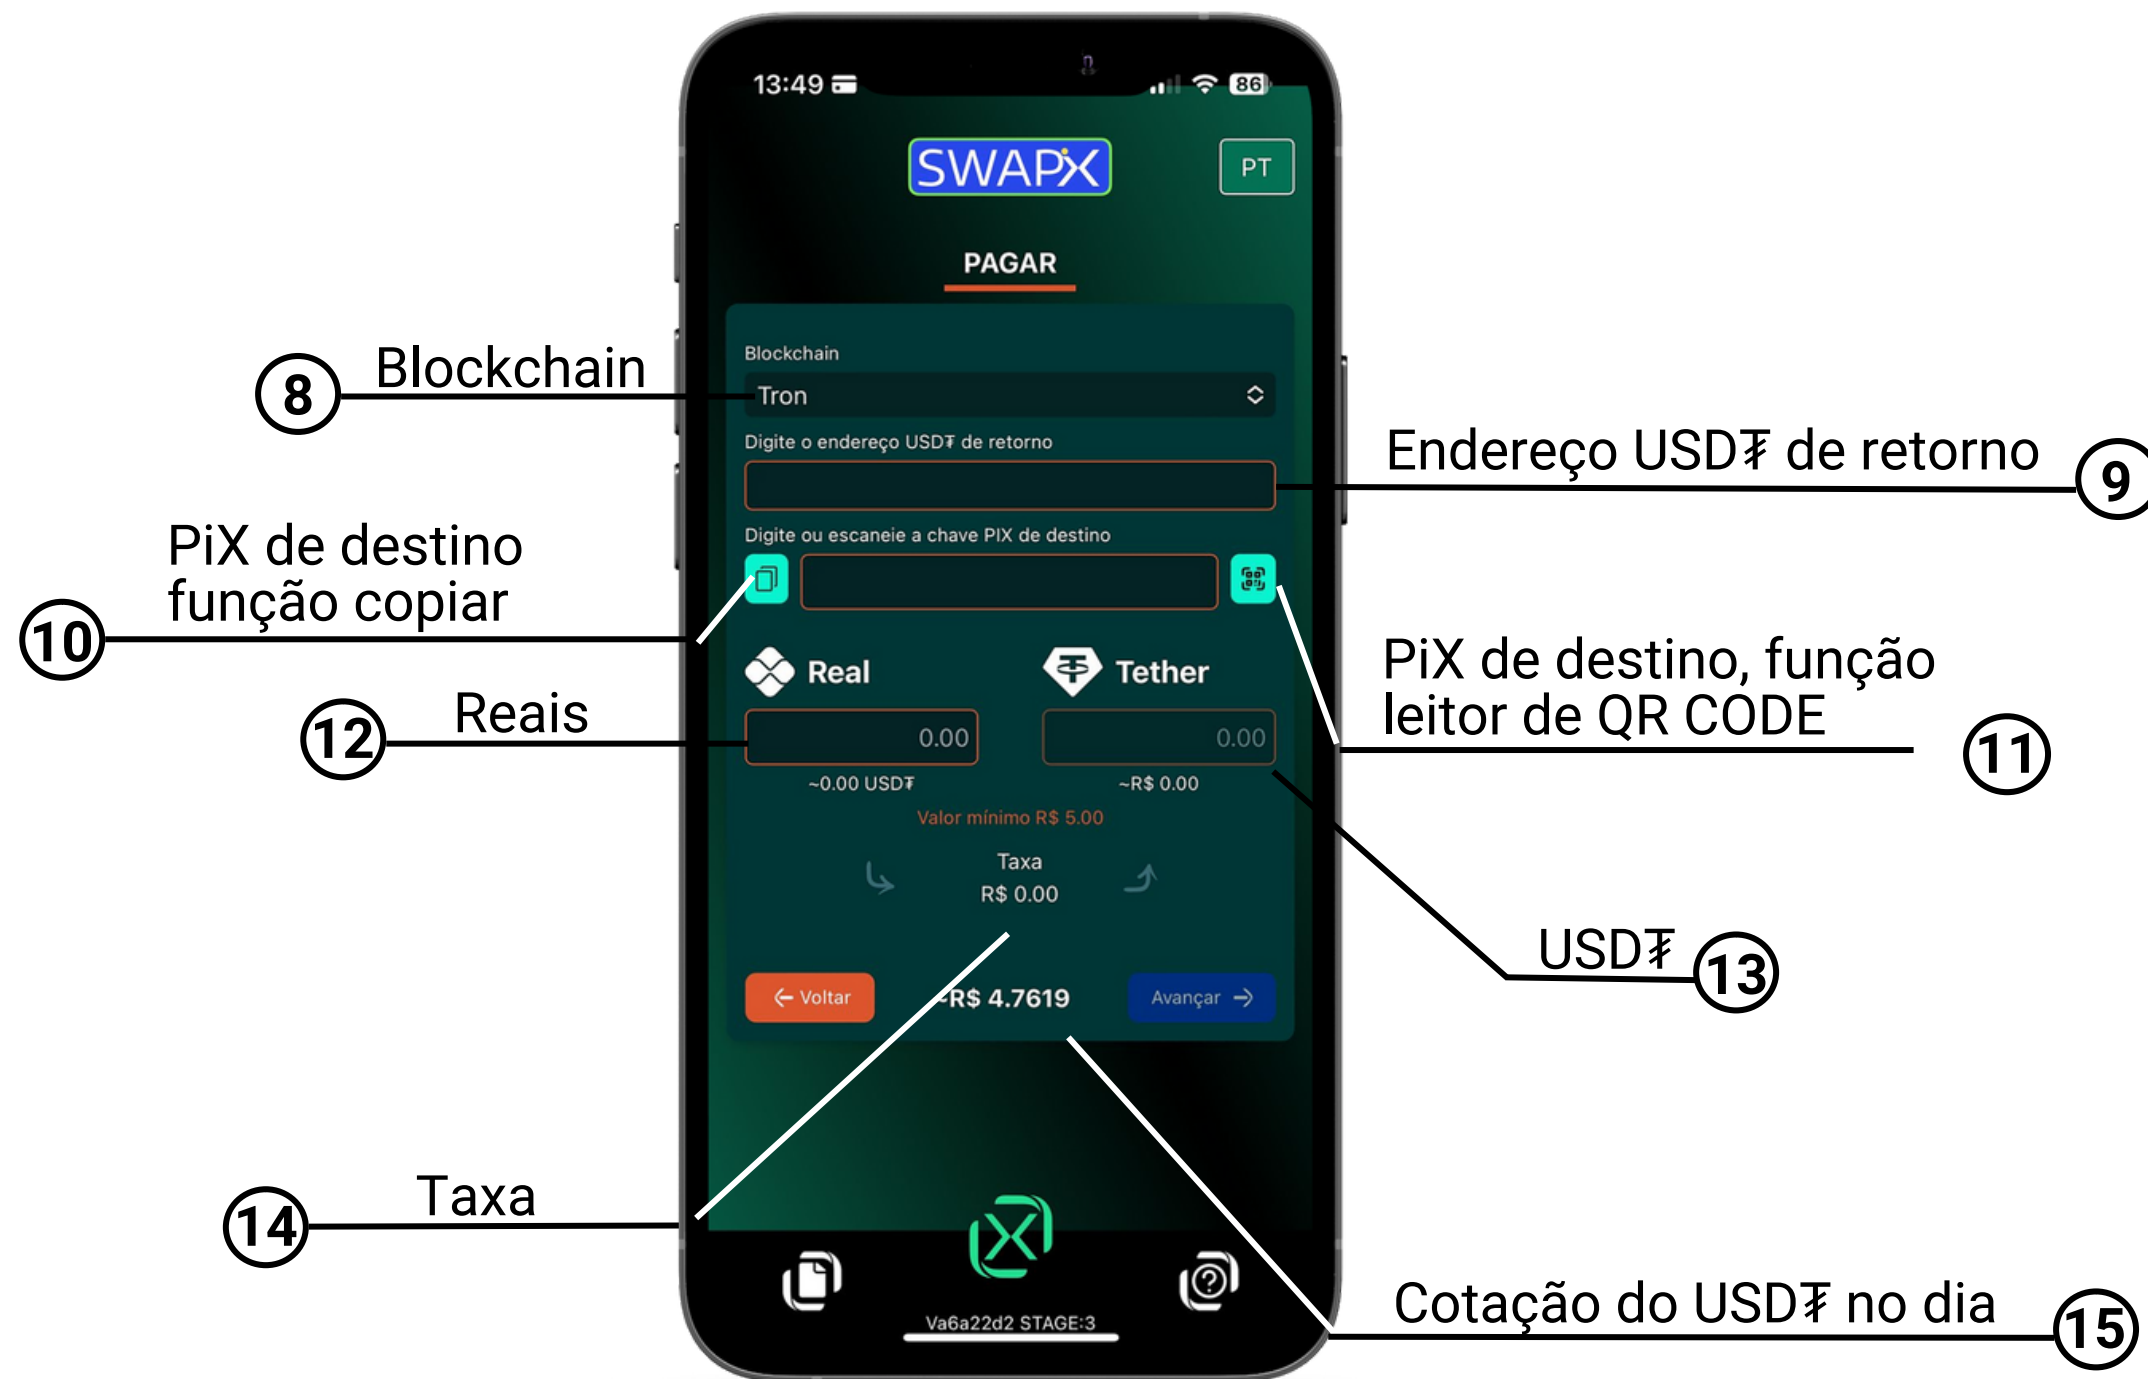 13:49
86
SWAPiX
PT
PAGAR
Blockchain
Tron
Digite o endereço USD₮ de retorno
Digite ou escaneie a chave PIX de destino
Real
Tether
0.00
0.00
~0.00 USD₮
~R$ 0.00
Valor mínimo R$ 5.00
Taxa
R$ 0.00
Voltar
~R$ 4.7619
Avançar
Va6a22d2 STAGE:3
8
Blockchain
Endereço USD₮ de retorno
9
PiX de destino
função copiar
10
PiX de destino, função
leitor de QR CODE
11
12
Reais
USD₮
13
14
Taxa
Cotação do USD₮ no dia
15